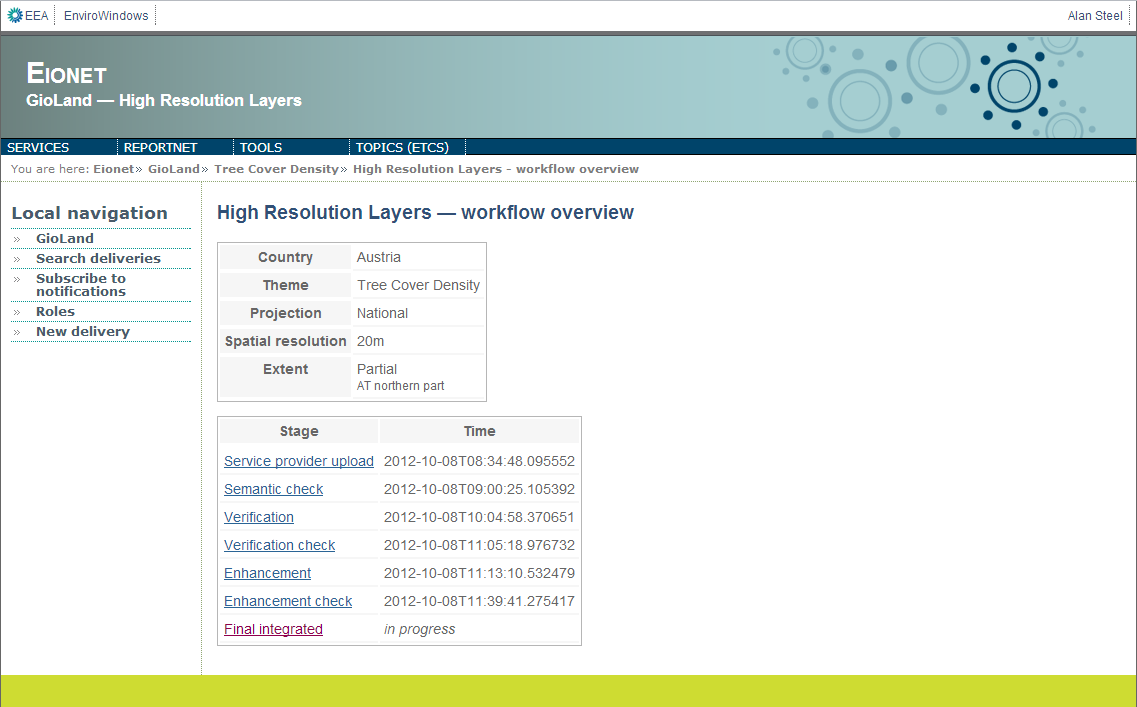 EEA EnviroWindows Alan Steel
EIONET
GioLand — High Resolution Layers
SERVICES REPORTNET TOOLS TOPICS (ETCS)
You are here: Eionet» GioLand» Tree Cover Density» High Resolution Layers - workflow overview
Local navigation
» GioLand
» Search deliveries
» Subscribe to
notifications
» Roles
» New delivery
High Resolution Layers — workflow overview
Country Austria
Theme Tree Cover Density
Projection National
Spatial resolution 20m
Extent Partial
AT northern part
Stage Time
Service provider upload 2012-10-08T08:34:48.095552
Semantic check 2012-10-08T09:00:25.105392
Verification 2012-10-08T10:04:58.370651
Verification check 2012-10-08T11:05:18.976732
Enhancement 2012-10-08T11:13:10.532479
Enhancement check 2012-10-08T11:39:41.275417
Final integrated in progress